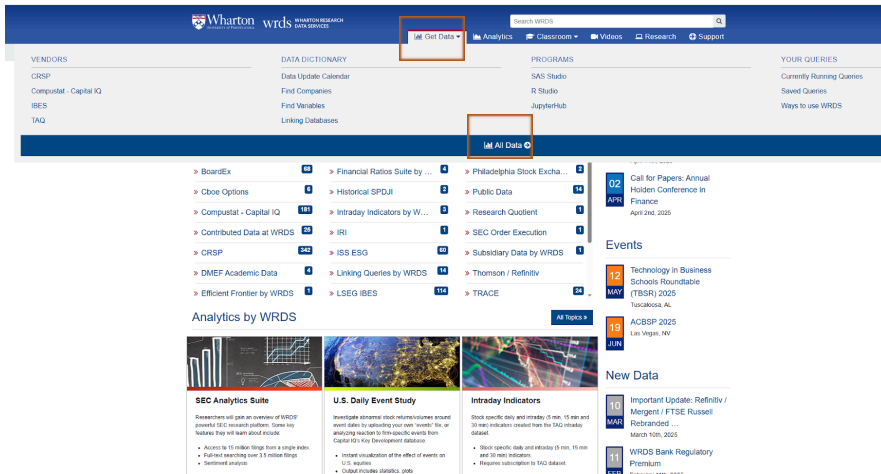 Wharton wrds WHARTON RESEARCH
DATA SERVICES
Search WRDS
Get Data
Analytics
Classroom
Videos
Research
Support
VENDORS
CRSP
Compustat - Capital IQ
IBES
TAQ
DATA DICTIONARY
Data Update Calendar
Find Companies
Find Variables
Linking Databases
PROGRAMS
SAS Studio
R Studio
JupyterHub
YOUR QUERIES
Currently Running Queries
Saved Queries
Ways to use WRDS
All Data
» BoardEx 68
» Cboe Options 6
» Compustat - Capital IQ 181
» Contributed Data at WRDS 25
» CRSP 342
» DMEF Academic Data 4
» Efficient Frontier by WRDS 1
» Financial Ratios Suite by ... 4
» Historical SPDJI 2
» Intraday Indicators by W... 3
» IRI 1
» ISS ESG 60
» Linking Queries by WRDS 14
» LSEG IBES 114
» Philadelphia Stock Excha... 2
» Public Data 14
» Research Quotient 1
» SEC Order Execution 1
» Subsidiary Data by WRDS 1
» Thomson / Refinitiv
» TRACE 24
02
APR
Call for Papers: Annual
Holden Conference in
Finance
April 2nd, 2025
Events
12
MAY
Technology in Business
Schools Roundtable
(TBSR) 2025
Tuscaloosa, AL
19
JUN
ACBSP 2025
Las Vegas, NV
New Data
10
MAR
Important Update: Refinitiv /
Mergent / FTSE Russell
Rebranded ...
March 10th, 2025
11
FEB
WRDS Bank Regulatory
Premium
Analytics by WRDS
All Topics »
SEC Analytics Suite
Researchers will gain an overview of WRDS'
powerful SEC research platform. Some key
features they will learn about include:
• Access to 15 million filings from a single index
• Full-text searching over 3.5 million filings
• Sentiment analysis
U.S. Daily Event Study
Investigate abnormal stock returns/volumes around
event dates by uploading your own "events" file, or
analyzing reaction to firm-specific events from
Capital IQ's Key Development database.
• Instant visualization of the effect of events on
U.S. equities
• Output includes statistics, plots
Intraday Indicators
Stock specific daily and intraday (5 min, 15 min and
30 min) indicators created from the TAQ intraday
dataset.
• Stock specific daily and intraday (5 min, 15 min
and 30 min) indicators.
• Requires subscription to TAQ dataset